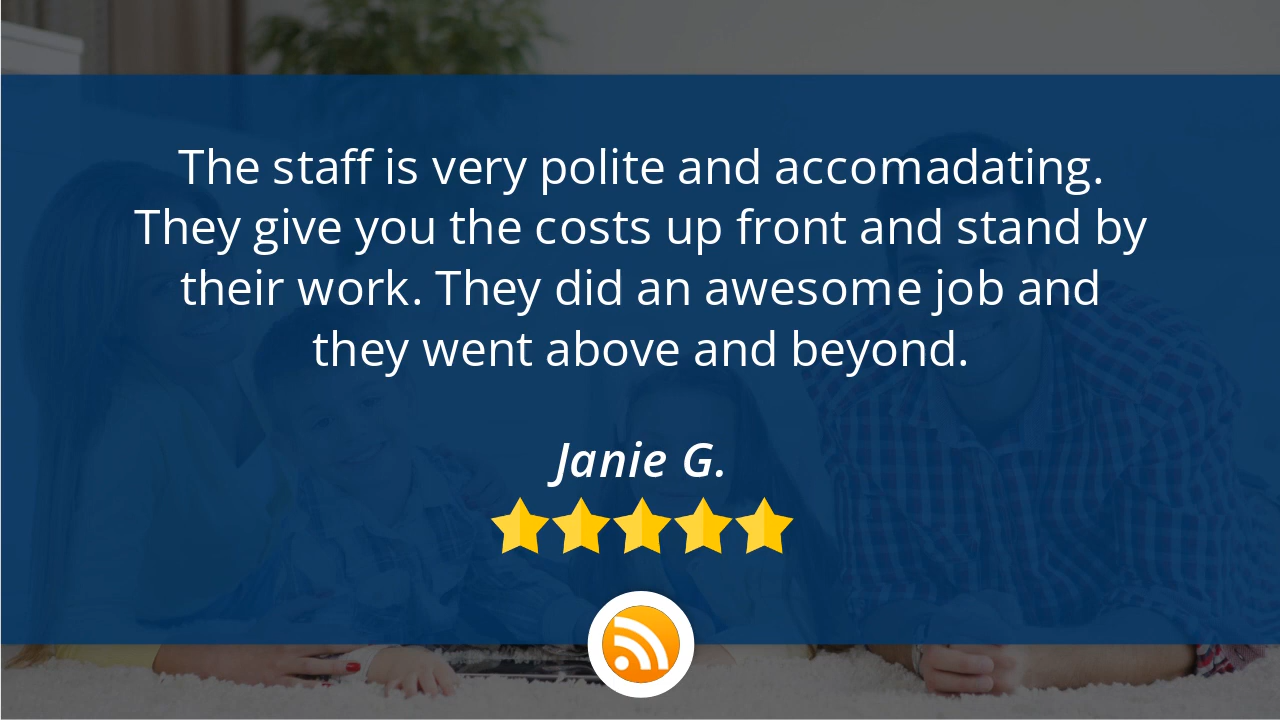 The staff is very polite and accomadating.
They give you the costs up front and stand by
their work. They did an awesome job and
they went above and beyond.
Janie G.